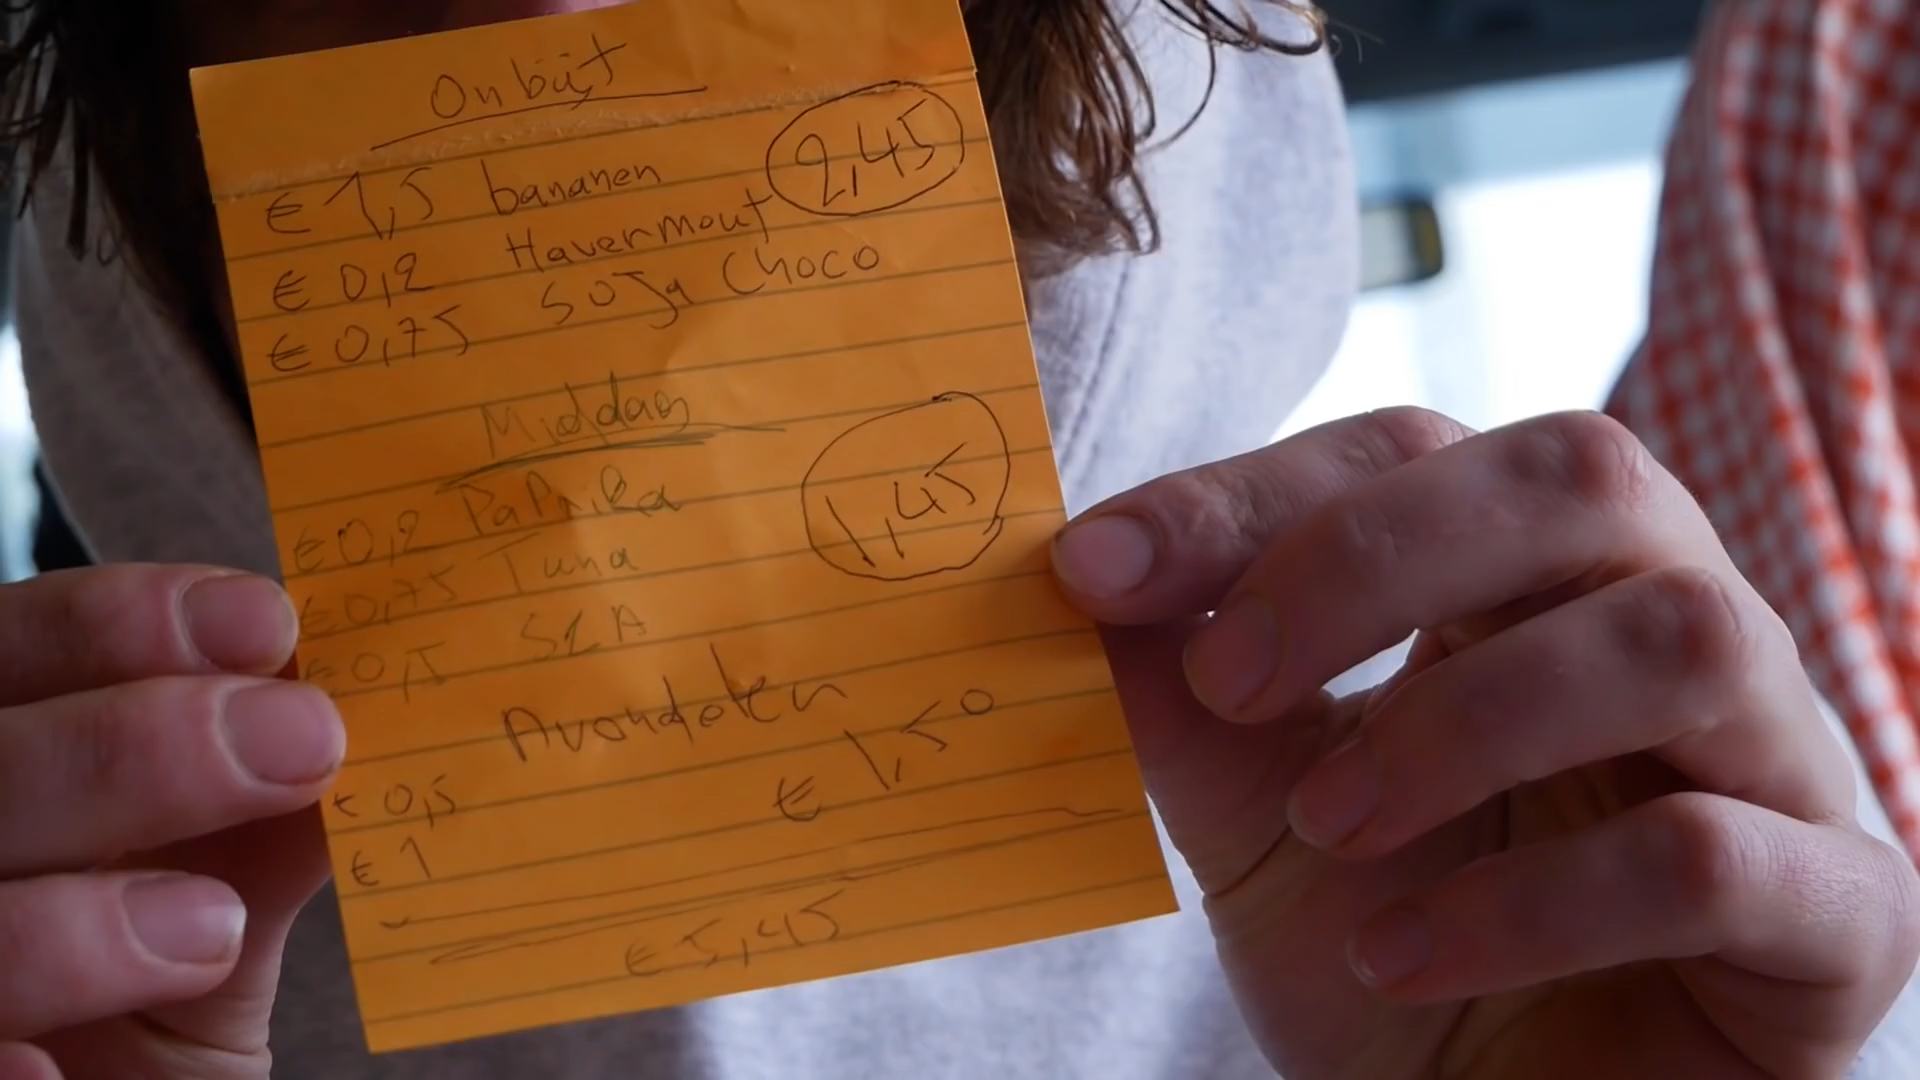 Onbijt
€ 1,5 bananen 2,45
€ 0,2 Havermout
€ 0,75 Soja Choco
Middag
€ 0,2 Paprika 1,45
€ 0,75 Tuna
€ 0,5 SLA
Avondeten
€ 0,5 € 1,50
€ 1
€ 5,45